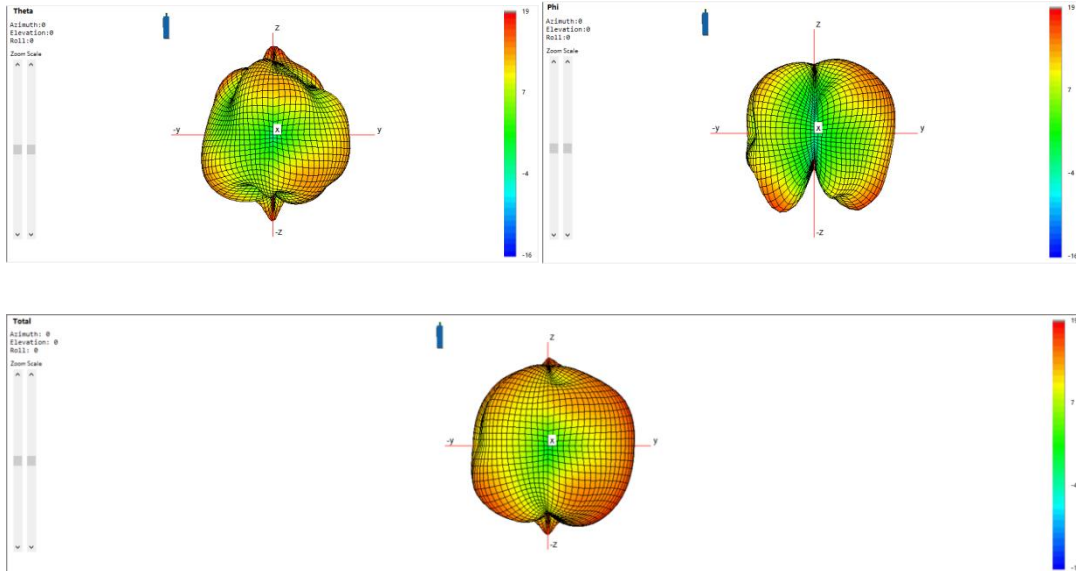 Theta
Azimuth:0
Elevation:0
Roll:0
Zoom Scale
z
-y
x
y
-z
19
7
-4
-16
Phi
Azimuth:0
Elevation:0
Roll:0
Zoom Scale
z
-y
x
y
-z
19
7
-4
-16
Total
Azimuth: 0
Elevation: 0
Roll: 0
Zoom Scale
z
-y
x
y
-z
7